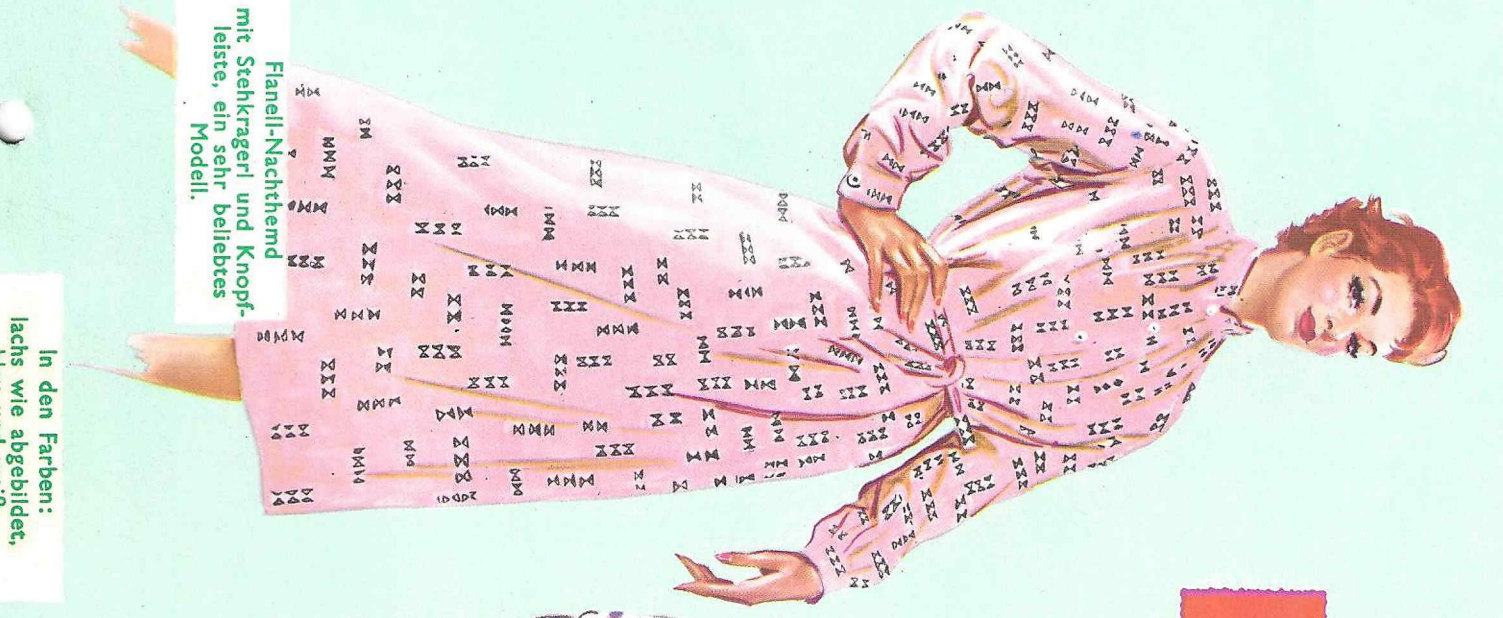 Flanell-Nachthemd
mit Stehkragerl und Knopf-
leiste, ein sehr beliebtes
Modell.
In den Farben:
lachs wie abgebildet,